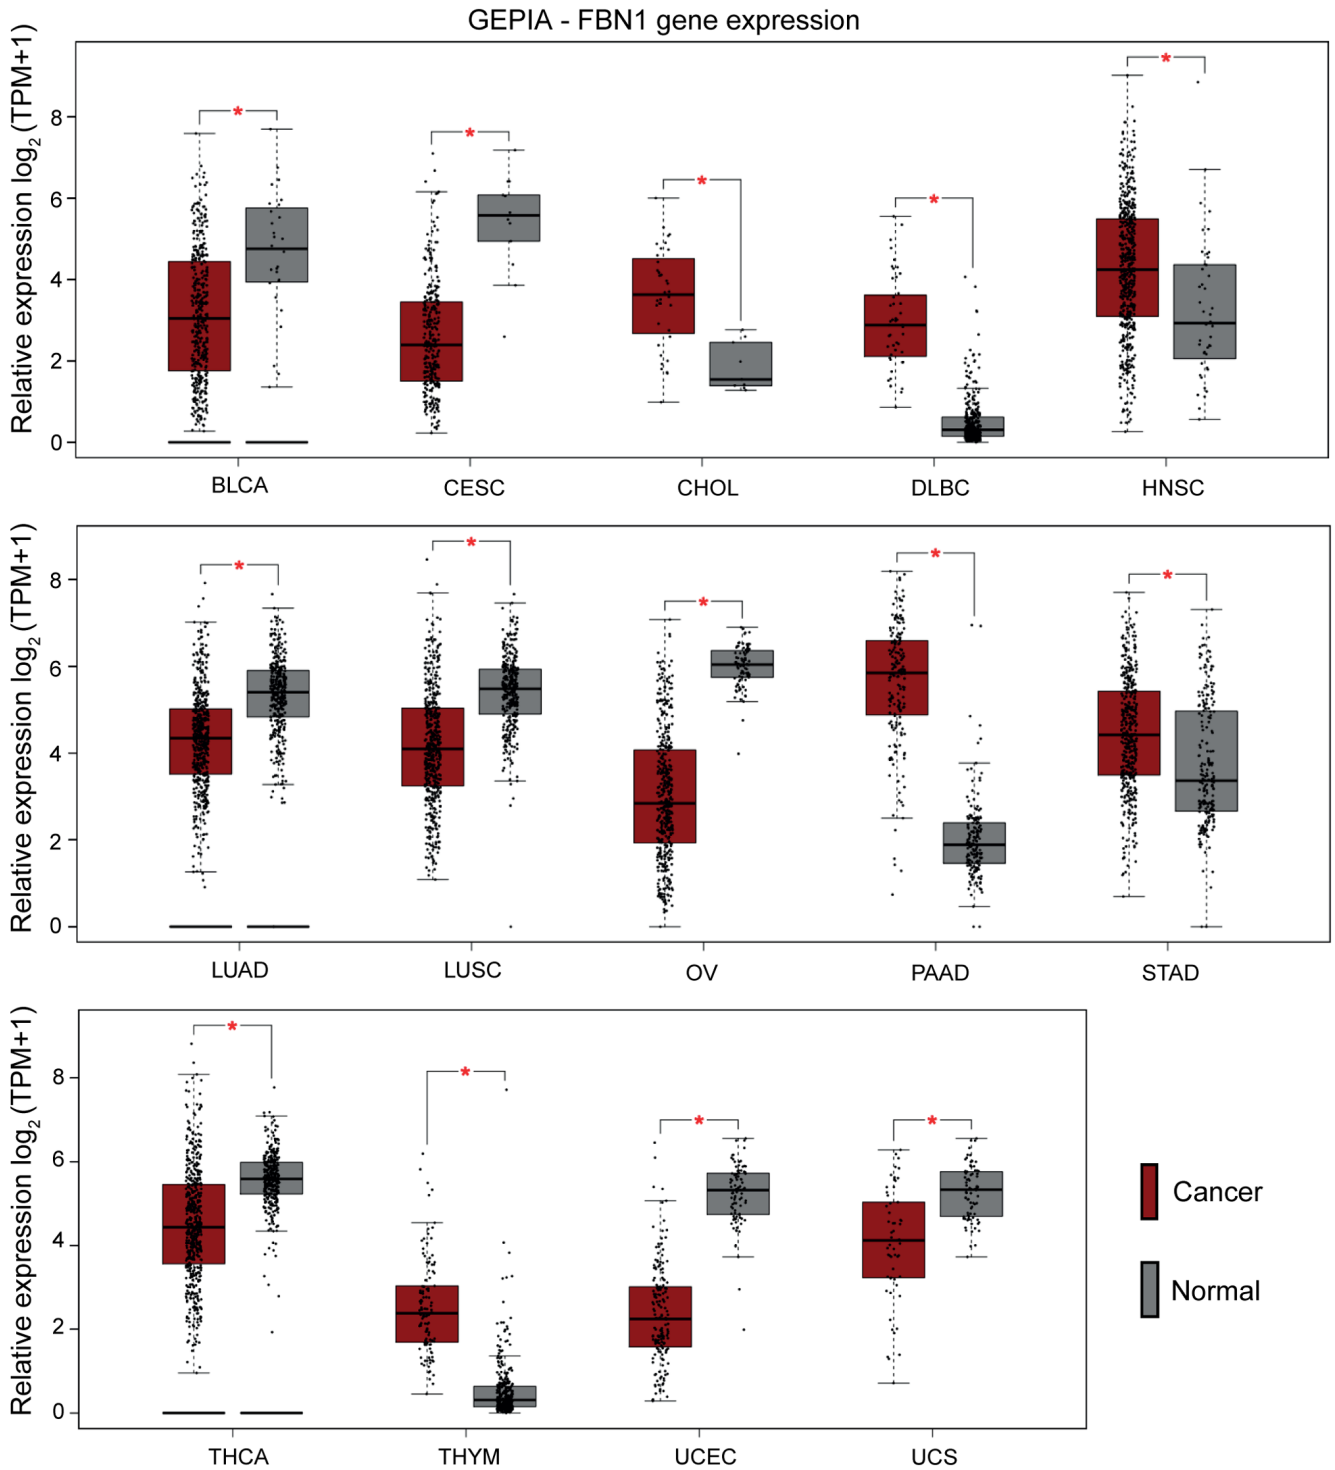 GEPIA - FBN1 gene expression
Relative expression log2 (TPM+1)
8
6
4
2
0
* * * * *
BLCA CESC CHOL DLBC HNSC
Relative expression log2 (TPM+1)
8
6
4
2
0
* * * * *
LUAD LUSC OV PAAD STAD
Relative expression log2 (TPM+1)
8
6
4
2
0
* * * *
THCA THYM UCEC UCS
Cancer
Normal